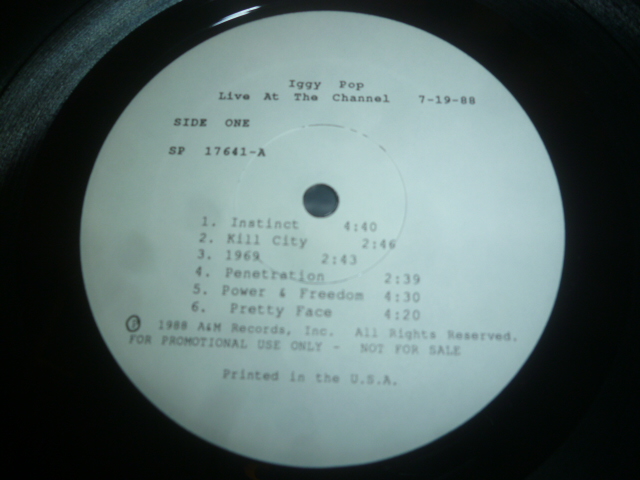 Iggy Pop
Live At The Channel 7-19-88
SIDE ONE
SP 17641-A
1. Instinct 4:40
2. Kill City 2:46
3. 1969 2:43
4. Penetration 2:39
5. Power & Freedom 4:30
6. Pretty Face 4:20
℗ 1988 A&M Records, Inc. All Rights Reserved.
FOR PROMOTIONAL USE ONLY - NOT FOR SALE
Printed in the U.S.A.